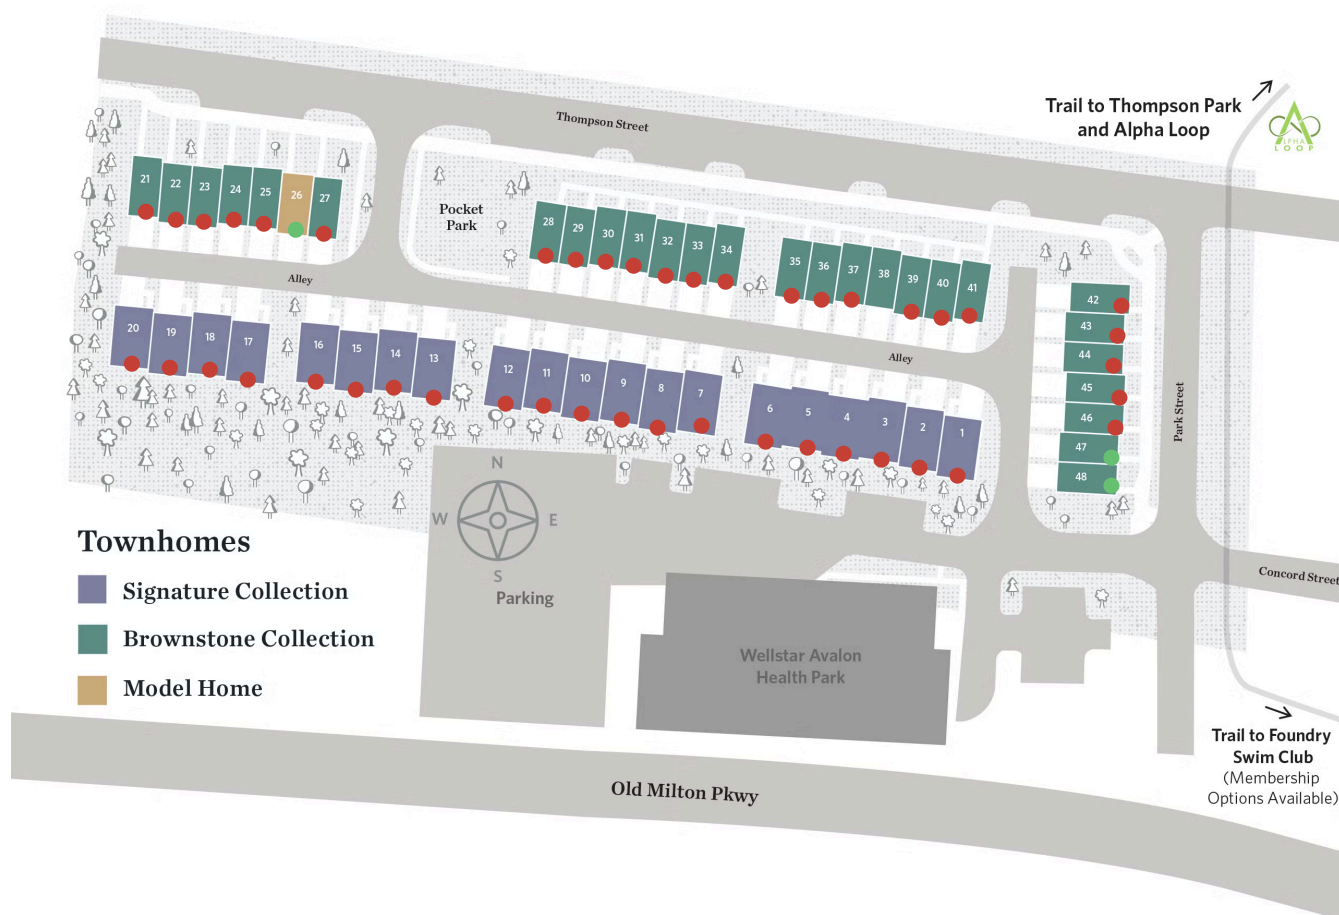 Thompson Street
Trail to Thompson Park
and Alpha Loop
ALPHA
LOOP
21
22
23
24
25
26
27
Pocket
Park
28
29
30
31
32
33
34
35
36
37
38
39
40
41
42
43
44
45
46
47
48
Alley
Alley
Park Street
20
19
18
17
16
15
14
13
12
11
10
9
8
7
6
5
4
3
2
1
N
W
E
S
Parking
Townhomes
Signature Collection
Brownstone Collection
Model Home
Concord Street
Wellstar Avalon
Health Park
Trail to Foundry
Swim Club
(Membership
Options Available)
Old Milton Pkwy